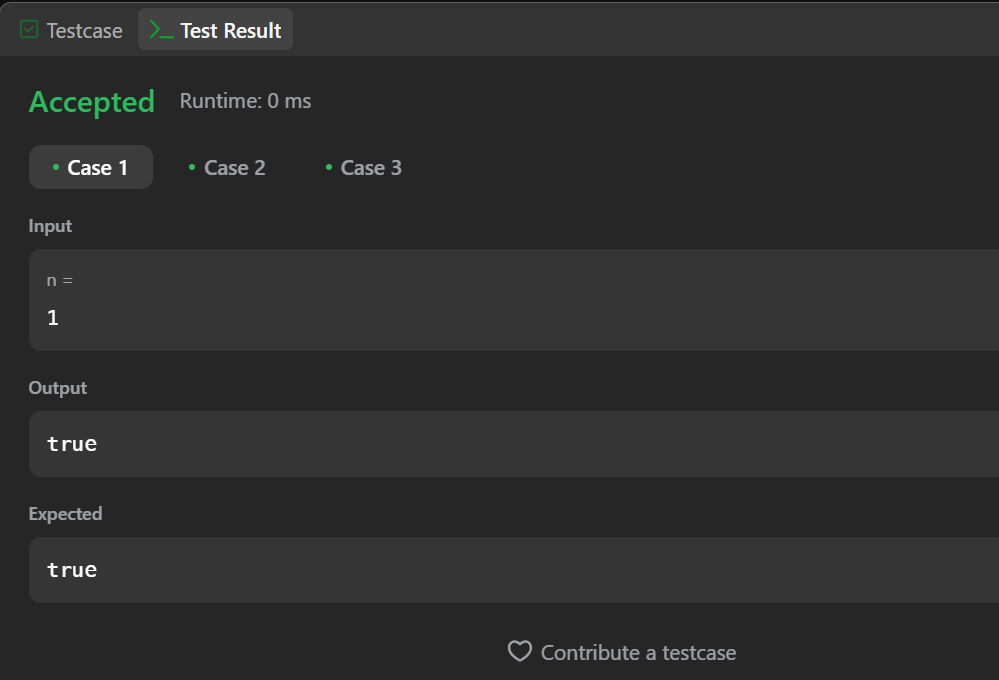 Testcase Test Result
Accepted Runtime: 0 ms
Case 1 Case 2 Case 3
Input
n =
1
Output
true
Expected
true
Contribute a testcase